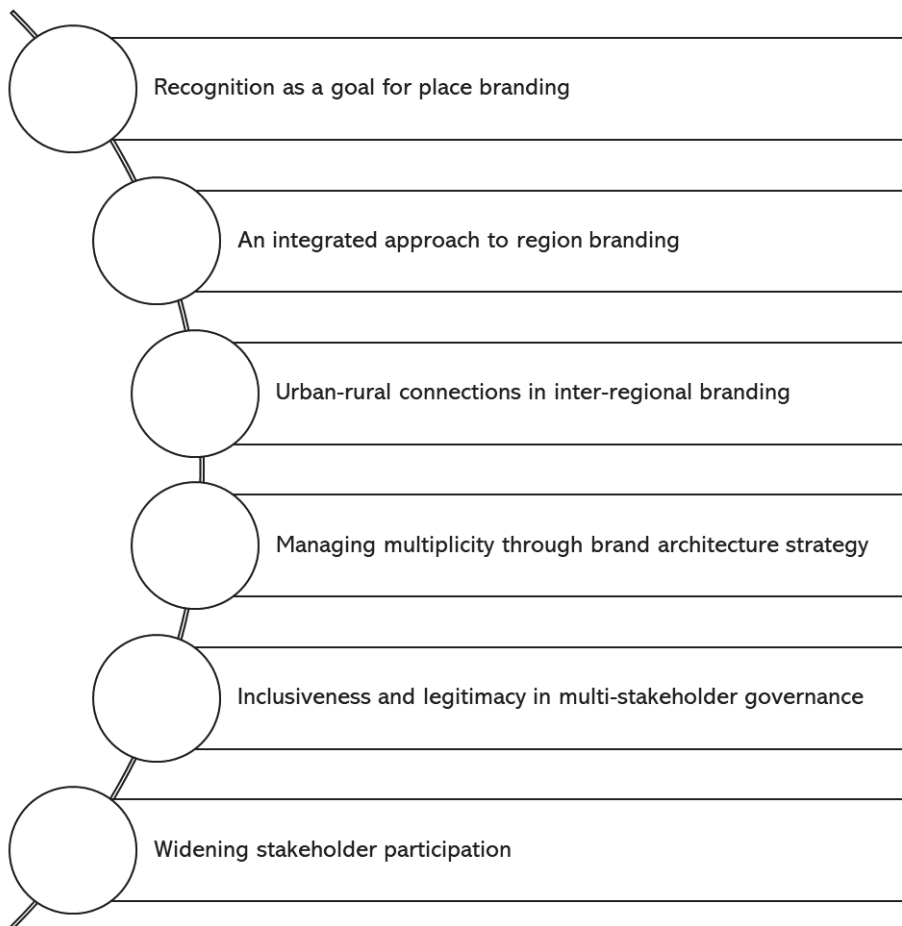 Recognition as a goal for place branding
An integrated approach to region branding
Urban-rural connections in inter-regional branding
Managing multiplicity through brand architecture strategy
Inclusiveness and legitimacy in multi-stakeholder governance
Widening stakeholder participation